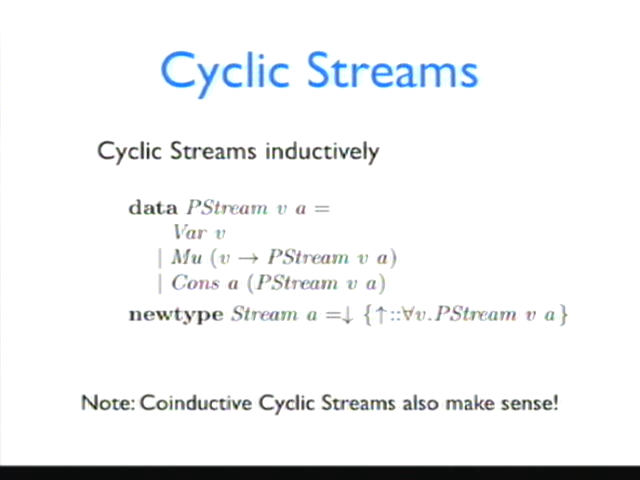 Cyclic Streams
Cyclic Streams inductively
data PStream v a =
Var v
| Mu (v → PStream v a)
| Cons a (PStream v a)
newtype Stream a =↓ {↑::∀v.PStream v a}
Note: Coinductive Cyclic Streams also make sense!